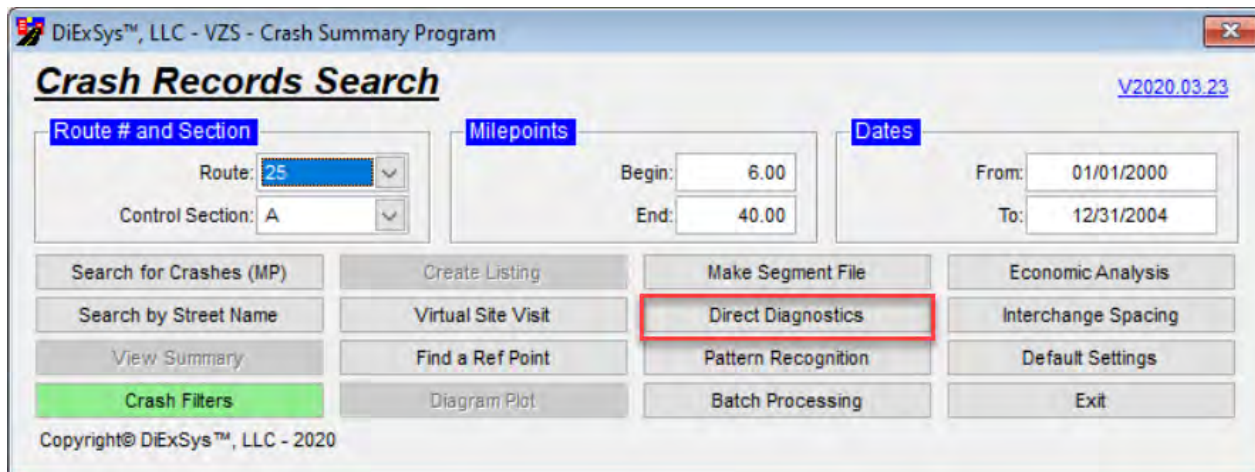 DiExSys™, LLC - VZS - Crash Summary Program
Crash Records Search
V2020.03.23
Route # and Section
Milepoints
Dates
Route: 25
Begin: 6.00
From: 01/01/2000
Control Section: A
End: 40.00
To: 12/31/2004
Search for Crashes (MP)
Create Listing
Make Segment File
Economic Analysis
Search by Street Name
Virtual Site Visit
Direct Diagnostics
Interchange Spacing
View Summary
Find a Ref Point
Pattern Recognition
Default Settings
Crash Filters
Diagram Plot
Batch Processing
Exit
Copyright© DiExSys™, LLC - 2020